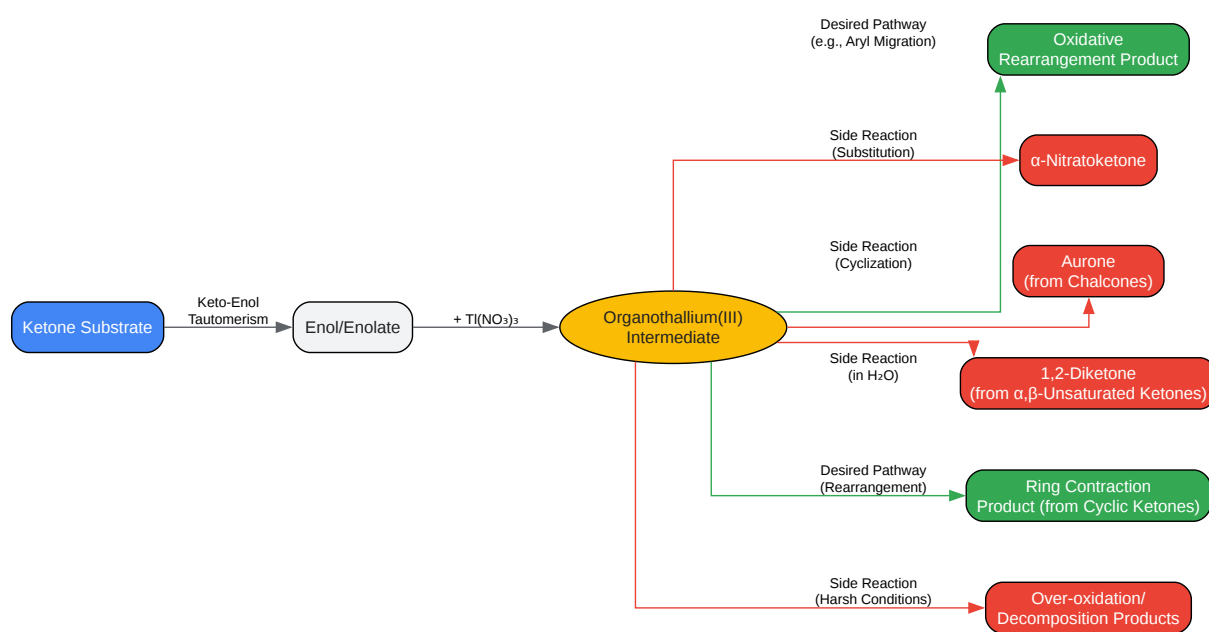 Desired Pathway
(e.g., Aryl Migration)
Oxidative
Rearrangement Product
Side Reaction
(Substitution)
α-Nitratoketone
Side Reaction
(Cyclization)
Aurone
(from Chalcones)
Ketone Substrate
Keto-Enol
Tautomerism
Enol/Enolate
+ Tl(NO₃)₃
Organothallium(III)
Intermediate
Side Reaction
(in H₂O)
1,2-Diketone
(from α,β-Unsaturated Ketones)
Desired Pathway
(Rearrangement)
Ring Contraction
Product (from Cyclic Ketones)
Side Reaction
(Harsh Conditions)
Over-oxidation/
Decomposition Products